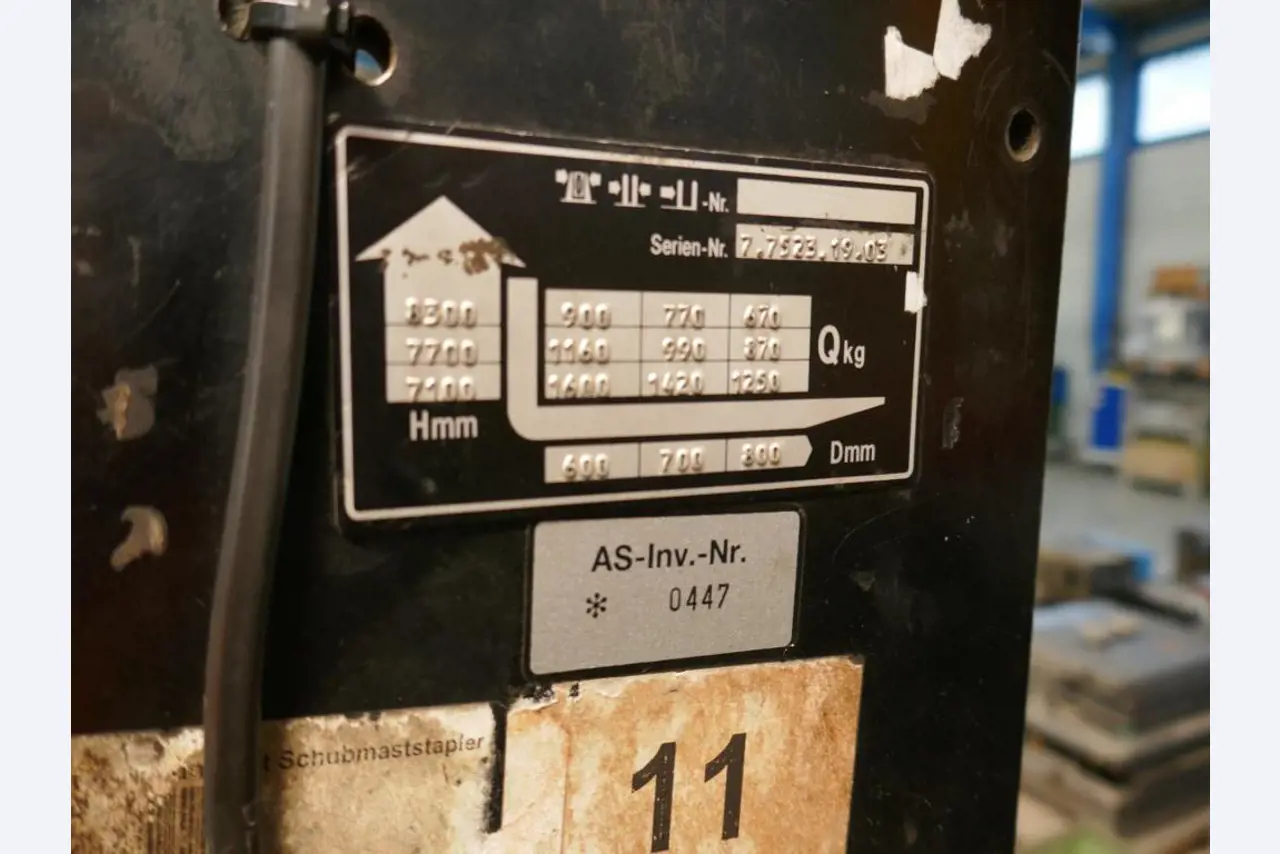 -Nr.
Serien-Nr. 7.7523.19.03
8300 900 770 670
7700 1160 990 870
7100 1600 1420 1250
Qkg
Hmm
600 700 800 Dmm
AS-Inv.-Nr.
* 0447
Schubmaststapler
11